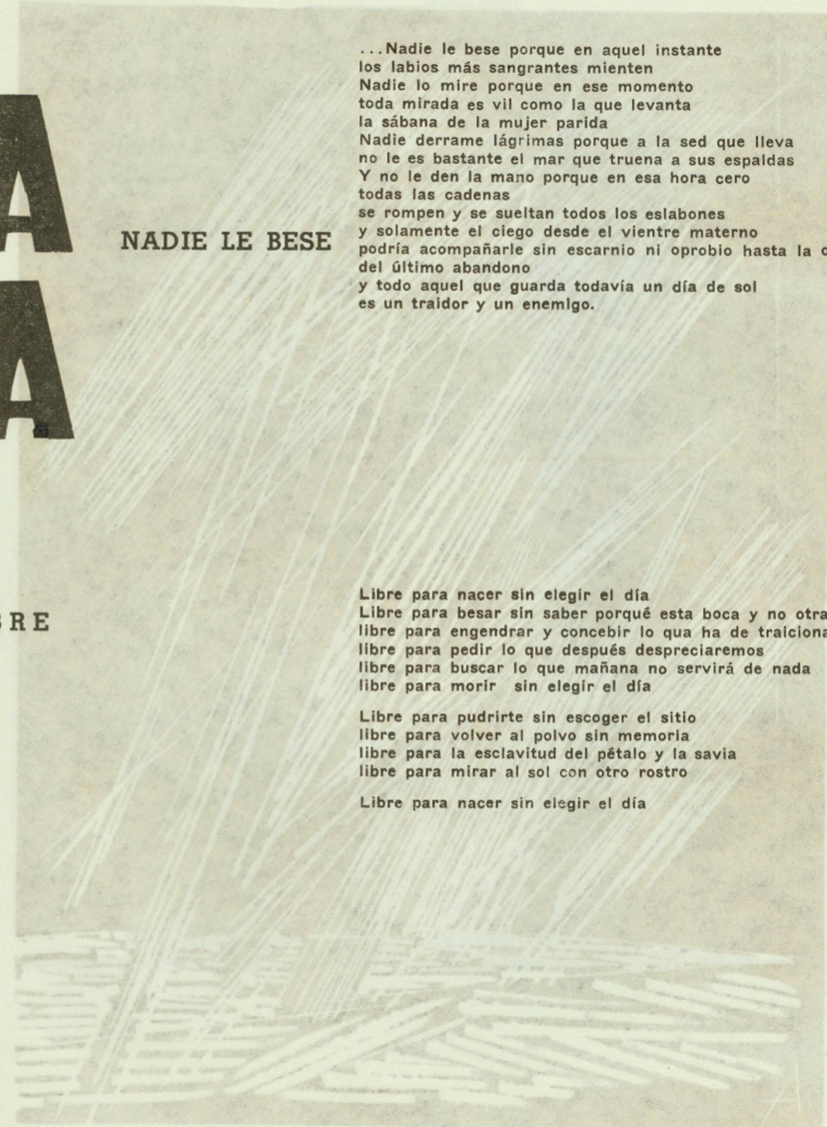 A
A
NADIE LE BESE
...Nadie le bese porque en aquel instante
los labios más sangrantes mienten
Nadie lo mire porque en ese momento
toda mirada es vil como la que levanta
la sábana de la mujer parida
Nadie derrame lágrimas porque a la sed que lleva
no le es bastante el mar que truena a sus espaldas
Y no le den la mano porque en esa hora cero
todas las cadenas
se rompen y se sueltan todos los eslabones
y solamente el ciego desde el vientre materno
podría acompañarle sin escarnio ni oprobio hasta la
del último abandono
y todo aquel que guarda todavía un día de sol
es un traidor y un enemigo.
BRE
Libre para nacer sin elegir el día
Libre para besar sin saber porqué esta boca y no otra
libre para engendrar y concebir lo qua ha de traiciona
libre para pedir lo que después despreciaremos
libre para buscar lo que mañana no servirá de nada
libre para morir sin elegir el día
Libre para pudrirte sin escoger el sitio
libre para volver al polvo sin memoria
libre para la esclavitud del pétalo y la savia
libre para mirar al sol con otro rostro
Libre para nacer sin elegir el día